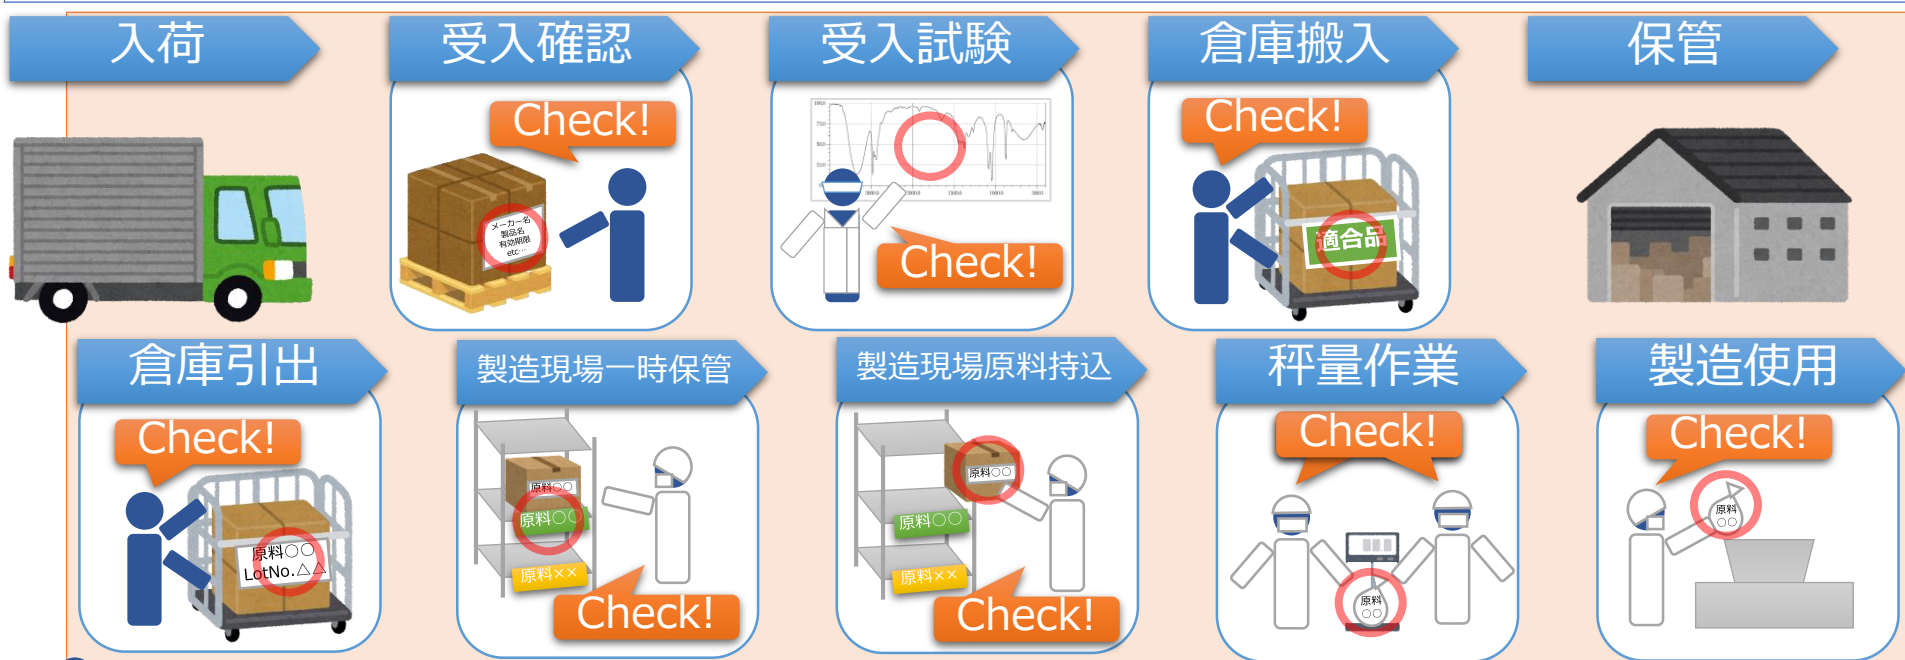 入荷
受入確認
受入試験
倉庫搬入
保管
Check!
メーカー名
製品名
有効期限
etc…
Check!
Check!
適合品
倉庫引出
製造現場一時保管
製造現場原料持込
秤量作業
製造使用
Check!
原料○○
LotNo.△△
原料○○
原料○○
原料××
Check!
原料○○
原料○○
原料××
Check!
Check!
原料
○○
Check!
原料
○○